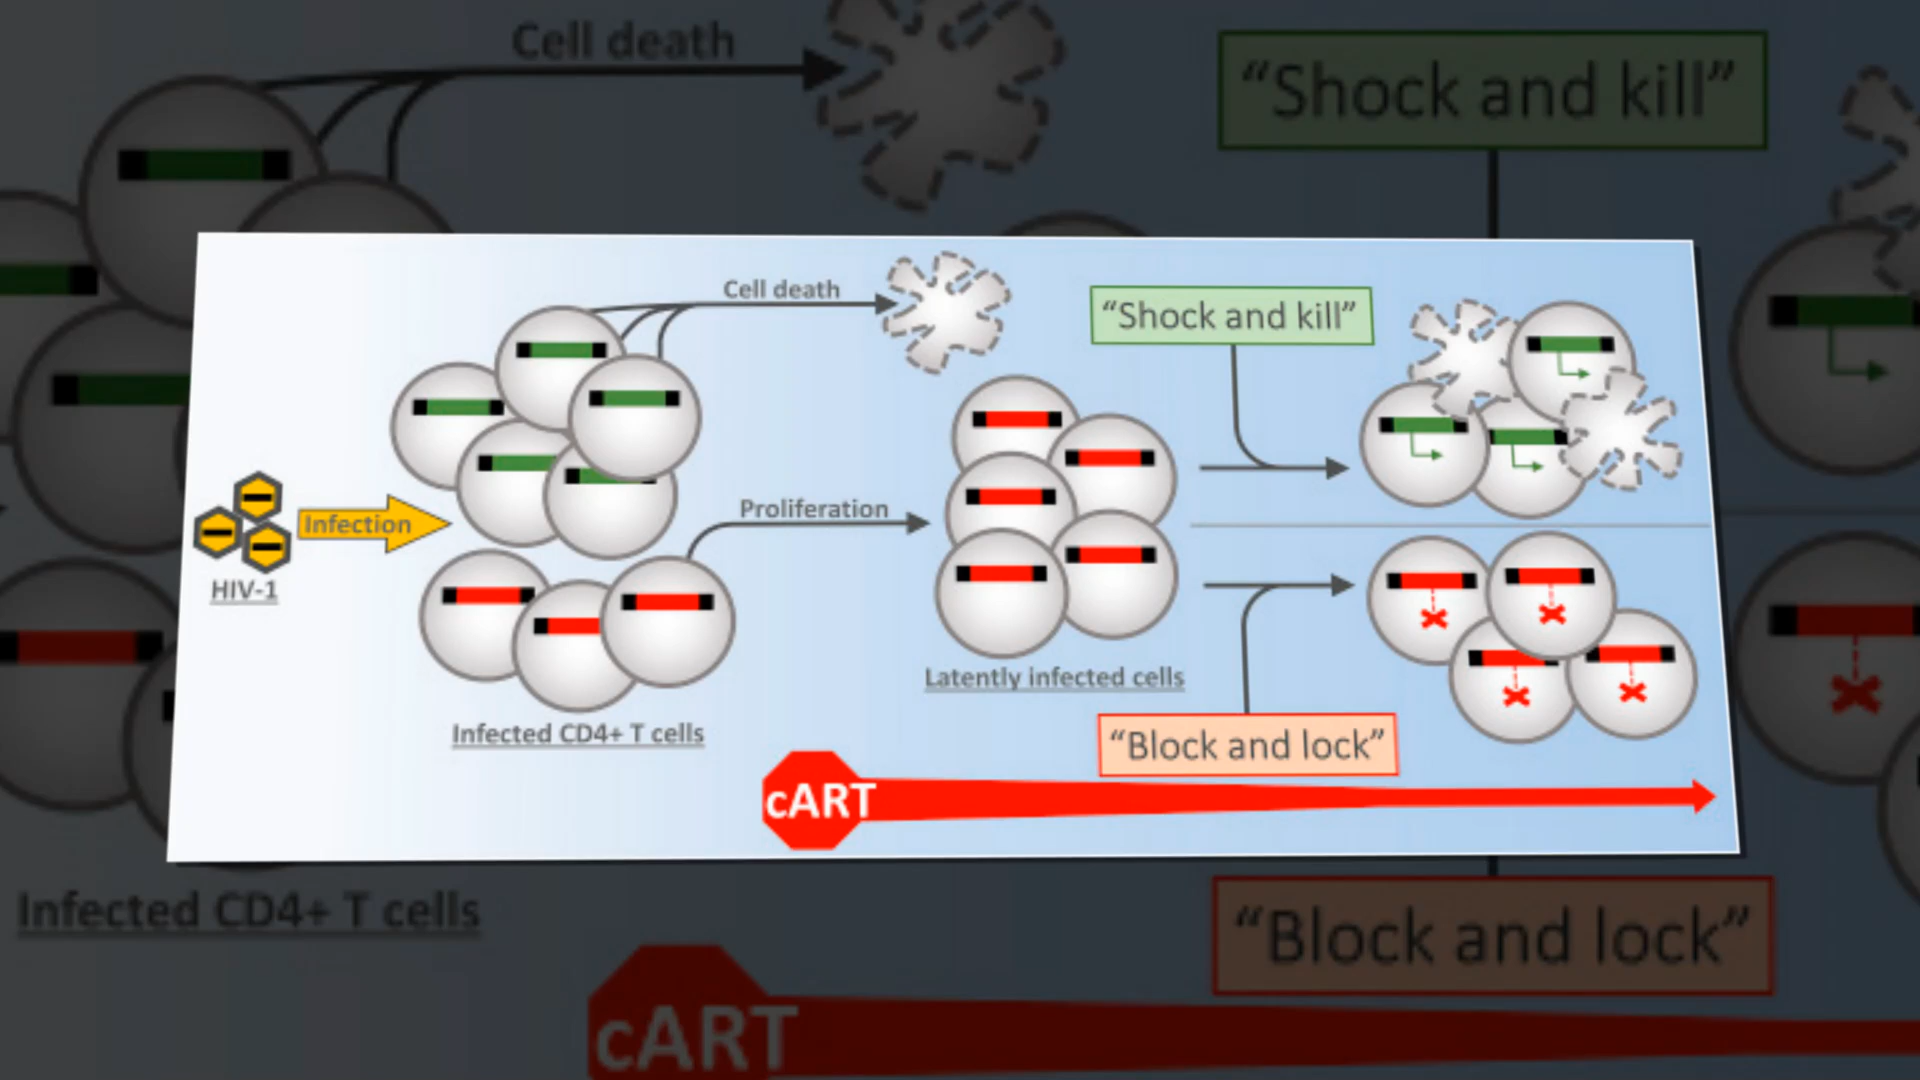 Cell death
“Shock and kill”
Cell death
“Shock and kill”
Infection
Proliferation
HIV-1
Latently infected cells
Infected CD4+ T cells
“Block and lock”
cART
Infected CD4+ T cells
“Block and lock”
cART